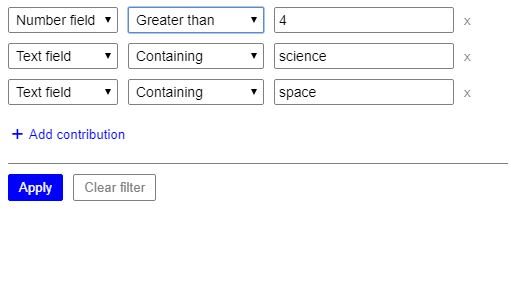 Number field Greater than 4 x
Text field Containing science x
Text field Containing space x
+ Add contribution
Apply Clear filter